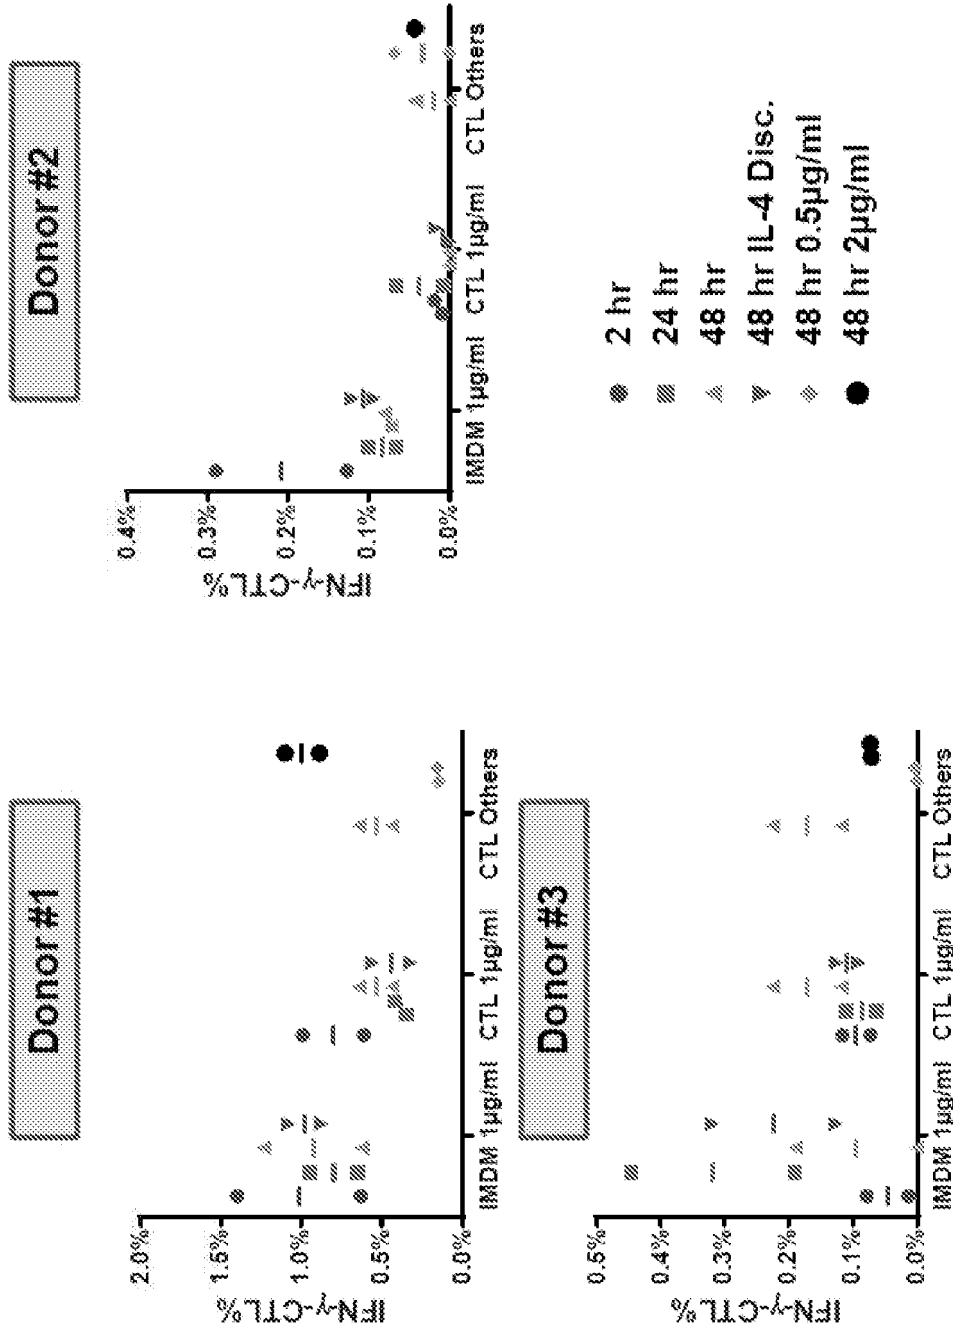 Donor #1
2.0%
1.5%
1.0%
0.5%
0.0%
IFN-γ-CTL%
IMDM 1µg/ml CTL 1µg/ml CTL Others
Donor #2
0.4%
0.3%
0.2%
0.1%
0.0%
IFN-γ-CTL%
IMDM 1µg/ml CTL 1µg/ml CTL Others
Donor #3
0.5%
0.4%
0.3%
0.2%
0.1%
0.0%
IFN-γ-CTL%
IMDM 1µg/ml CTL 1µg/ml CTL Others
2 hr
24 hr
48 hr
48 hr IL-4 Disc.
48 hr 0.5µg/ml
48 hr 2µg/ml